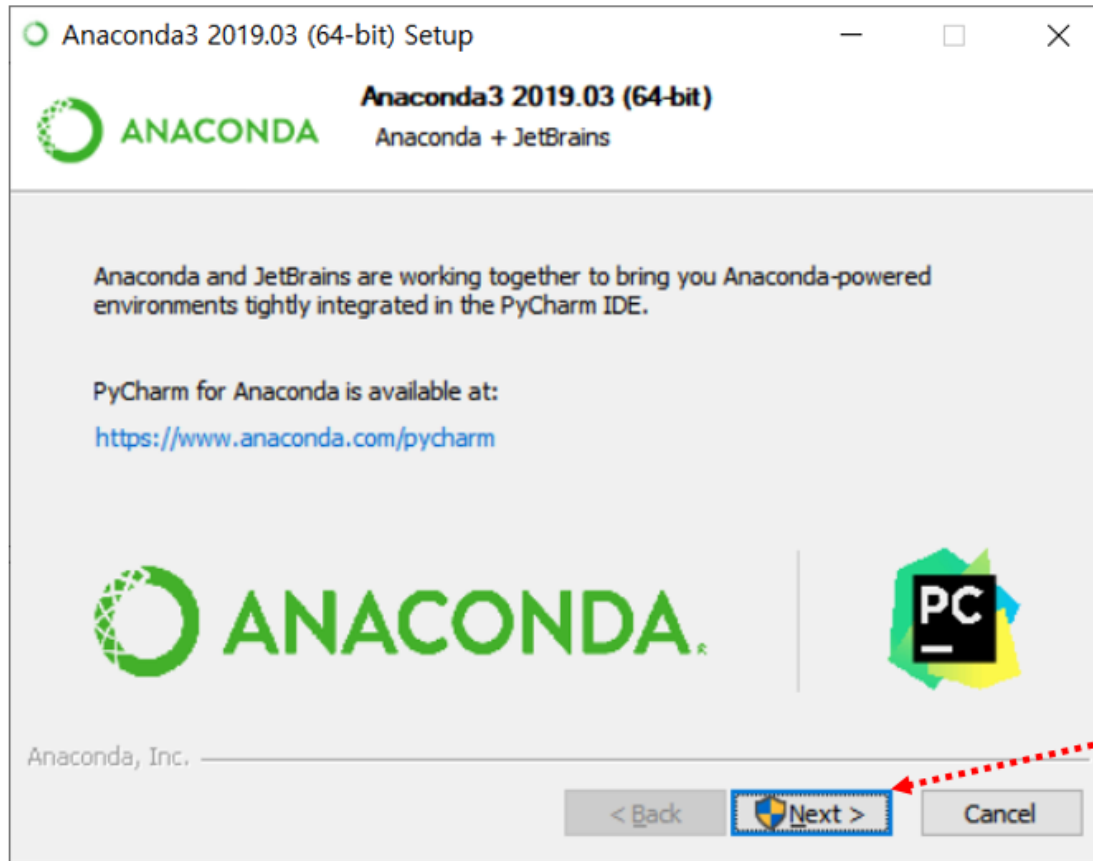 Anaconda3 2019.03 (64-bit) Setup
Anaconda3 2019.03 (64-bit)
ANACONDA
Anaconda + JetBrains
Anaconda and JetBrains are working together to bring you Anaconda-powered
environments tightly integrated in the PyCharm IDE.
PyCharm for Anaconda is available at:
https://www.anaconda.com/pycharm
ANACONDA.
PC
Anaconda, Inc.
< Back
Next >
Cancel